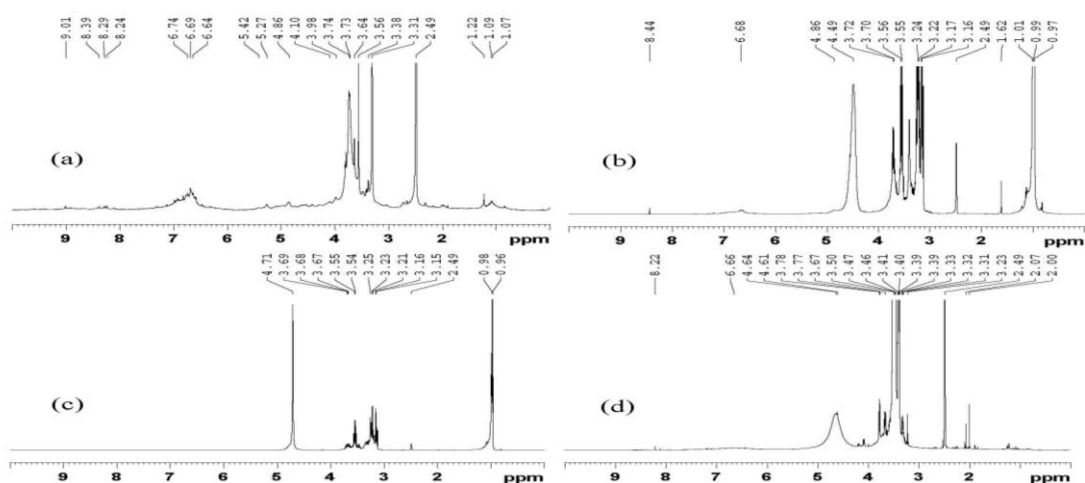 9.01 8.39 8.29 8.24 6.74 6.69 6.64 5.42 5.27 4.86 4.10 3.98 3.74 3.73 3.64 3.56 3.38 3.31 2.49 1.22 1.09 1.07
(a)
9 8 7 6 5 4 3 2 1 ppm
8.44 6.68 4.86 4.49 3.72 3.70 3.56 3.55 3.24 3.22 3.17 3.16 2.49 1.62 1.01 0.99 0.97
(b)
9 8 7 6 5 4 3 2 1 ppm
4.71 3.69 3.68 3.67 3.55 3.54 3.25 3.23 3.21 3.16 3.15 2.49 0.98 0.96
(c)
9 8 7 6 5 4 3 2 1 ppm
8.22 6.66 4.64 4.61 3.78 3.77 3.67 3.50 3.47 3.46 3.41 3.40 3.39 3.39 3.33 3.32 3.31 3.23 2.49 2.07 2.00
(d)
9 8 7 6 5 4 3 2 1 ppm